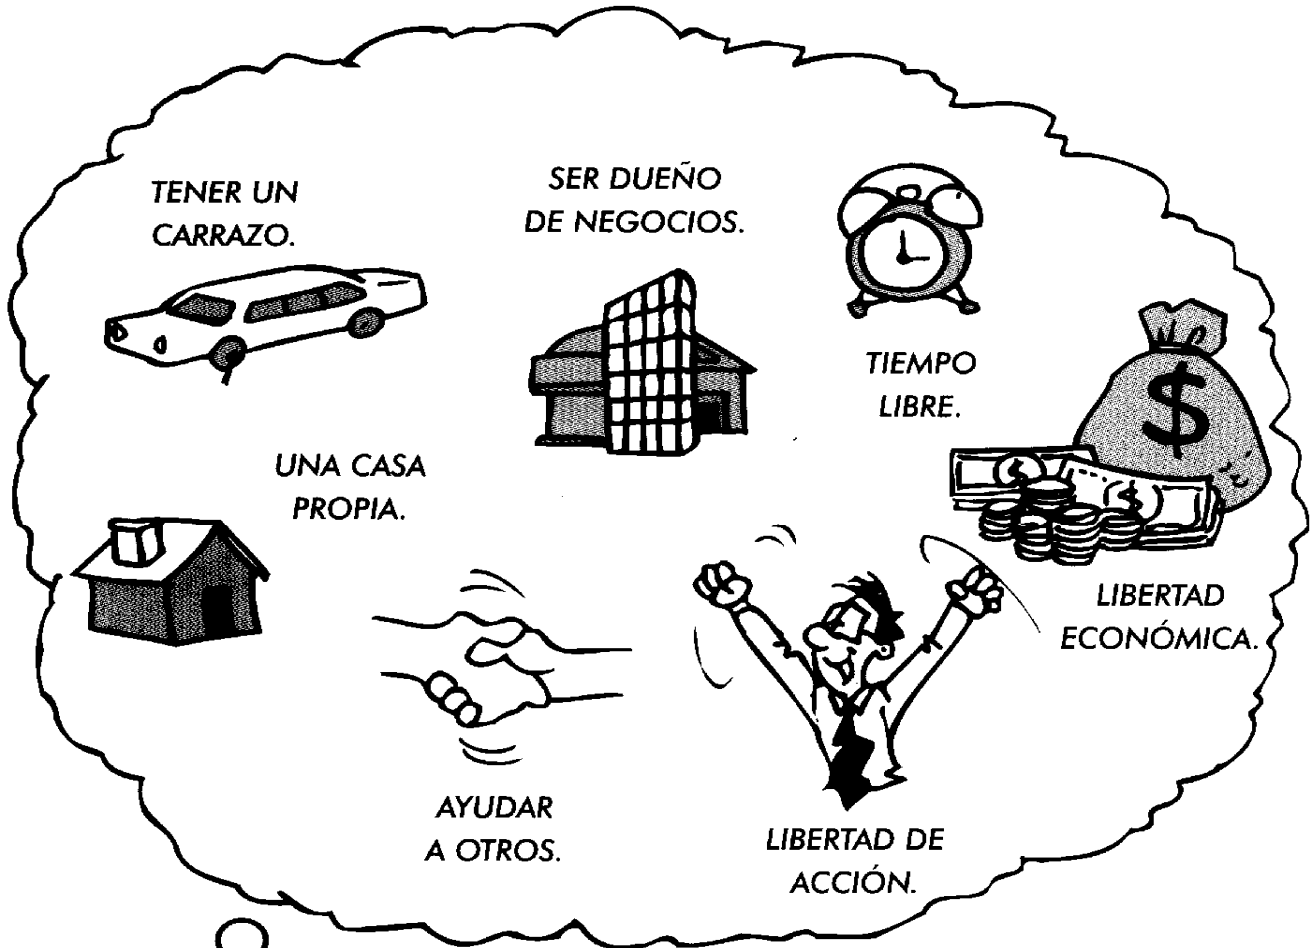 TENER UN
CARRAZO.
SER DUEÑO
DE NEGOCIOS.
TIEMPO
LIBRE.
$
UNA CASA
PROPIA.
$
$
LIBERTAD
ECONÓMICA.
AYUDAR
A OTROS.
LIBERTAD DE
ACCIÓN.